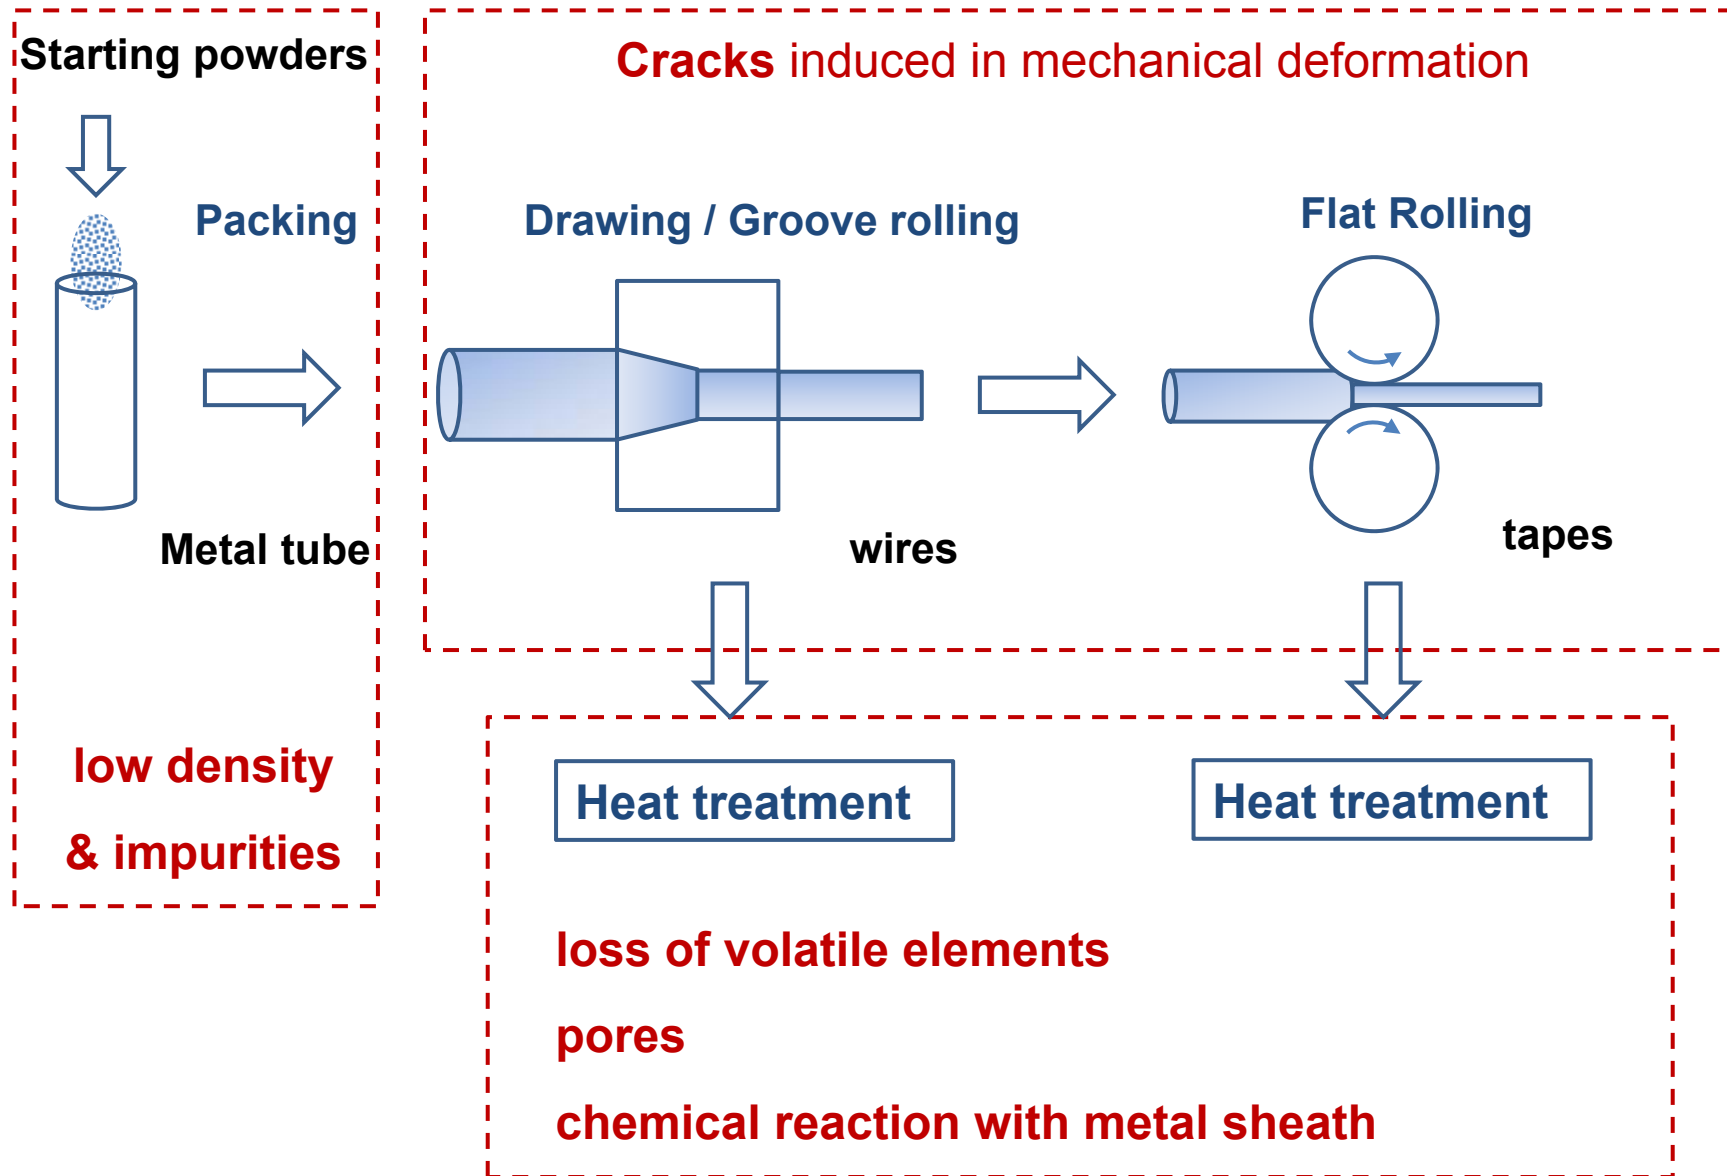 Starting powders
Packing
Metal tube
low density
& impurities
Cracks induced in mechanical deformation
Drawing / Groove rolling
Flat Rolling
wires
tapes
Heat treatment
Heat treatment
loss of volatile elements
pores
chemical reaction with metal sheath